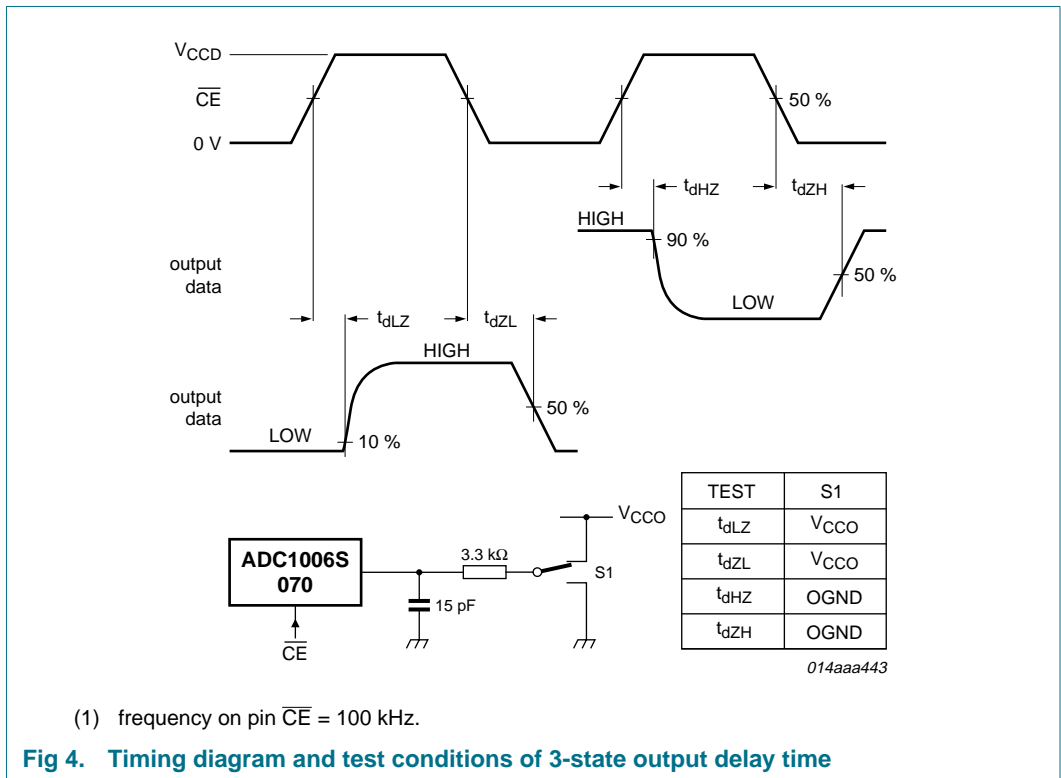 VCCD
CE
0 V
50 %
tdHZ
tdZH
HIGH
90 %
output
data
50 %
LOW
tdLZ
tdZL
HIGH
output
data
50 %
LOW
10 %
TEST S1
tdLZ VCCO
tdZL VCCO
tdHZ OGND
tdZH OGND
VCCO
3.3 kΩ
S1
ADC1006S
070
15 pF
CE
014aaa443
(1) frequency on pin CE = 100 kHz.
Fig 4. Timing diagram and test conditions of 3-state output delay time